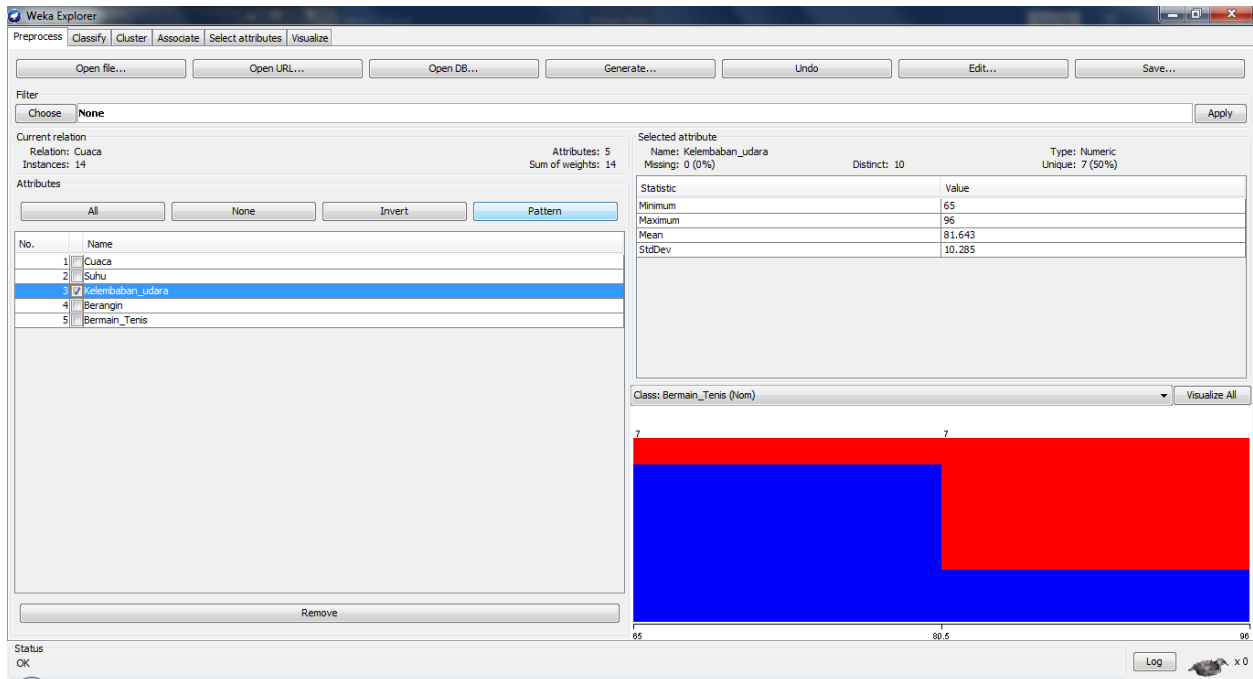 Weka Explorer
Preprocess Classify Cluster Associate Select attributes Visualize
Open file... Open URL... Open DB... Generate... Undo Edit... Save...
Filter
Choose None Apply
Current relation
Relation: Cuaca Attributes: 5
Instances: 14 Sum of weights: 14
Attributes
All None Invert Pattern
No. Name
1 Cuaca
2 Suhu
3 Kelembaban_udara
4 Berangin
5 Bermain_Tenis
Remove
Selected attribute
Name: Kelembaban_udara Type: Numeric
Missing: 0 (0%) Distinct: 10 Unique: 7 (50%)
Statistic Value
Minimum 65
Maximum 96
Mean 81.643
StdDev 10.285
Class: Bermain_Tenis (Nom) Visualize All
7 7
65 80.5 96
Status
OK Log x 0